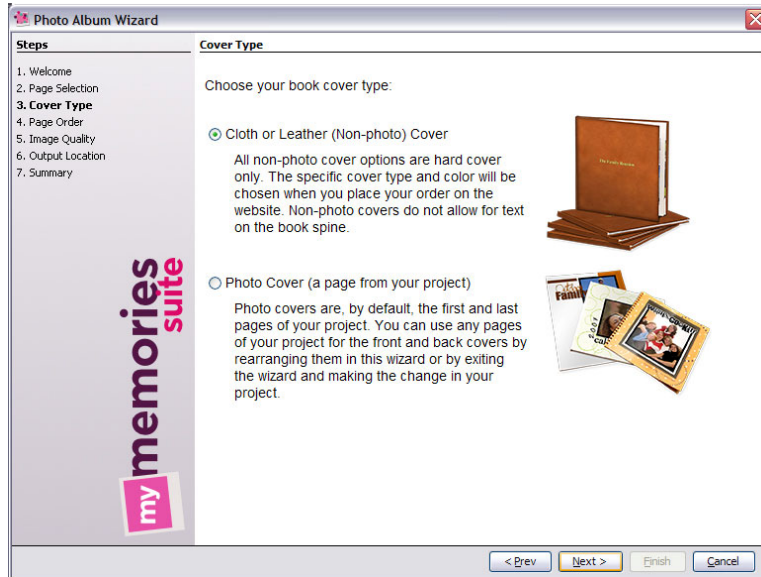 Photo Album Wizard
Steps
1. Welcome
2. Page Selection
3. Cover Type
4. Page Order
5. Image Quality
6. Output Location
7. Summary
my memories
suite
Cover Type
Choose your book cover type:
Cloth or Leather (Non-photo) Cover
All non-photo cover options are hard cover
only. The specific cover type and color will be
chosen when you place your order on the
website. Non-photo covers do not allow for text
on the book spine.
Photo Cover (a page from your project)
Photo covers are, by default, the first and last
pages of your project. You can use any pages
of your project for the front and back covers by
rearranging them in this wizard or by exiting
the wizard and making the change in your
project.
Family
2001
< Prev
Next >
Finish
Cancel